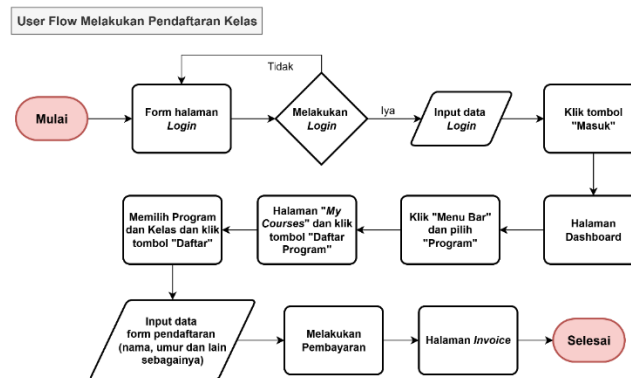 User Flow Melakukan Pendaftaran Kelas
Tidak
Mulai
Form halaman
Login
Melakukan
Login
Iya
Input data
Login
Klik tombol
"Masuk"
Memilih Program
dan Kelas dan klik
tombol "Daftar"
Halaman "My
Courses" dan klik
tombol "Daftar
Program"
Klik "Menu Bar"
dan pilih
"Program"
Halaman
Dashboard
Input data
form pendaftaran
(nama, umur dan lain
sebagainya)
Melakukan
Pembayaran
Halaman Invoice
Selesai